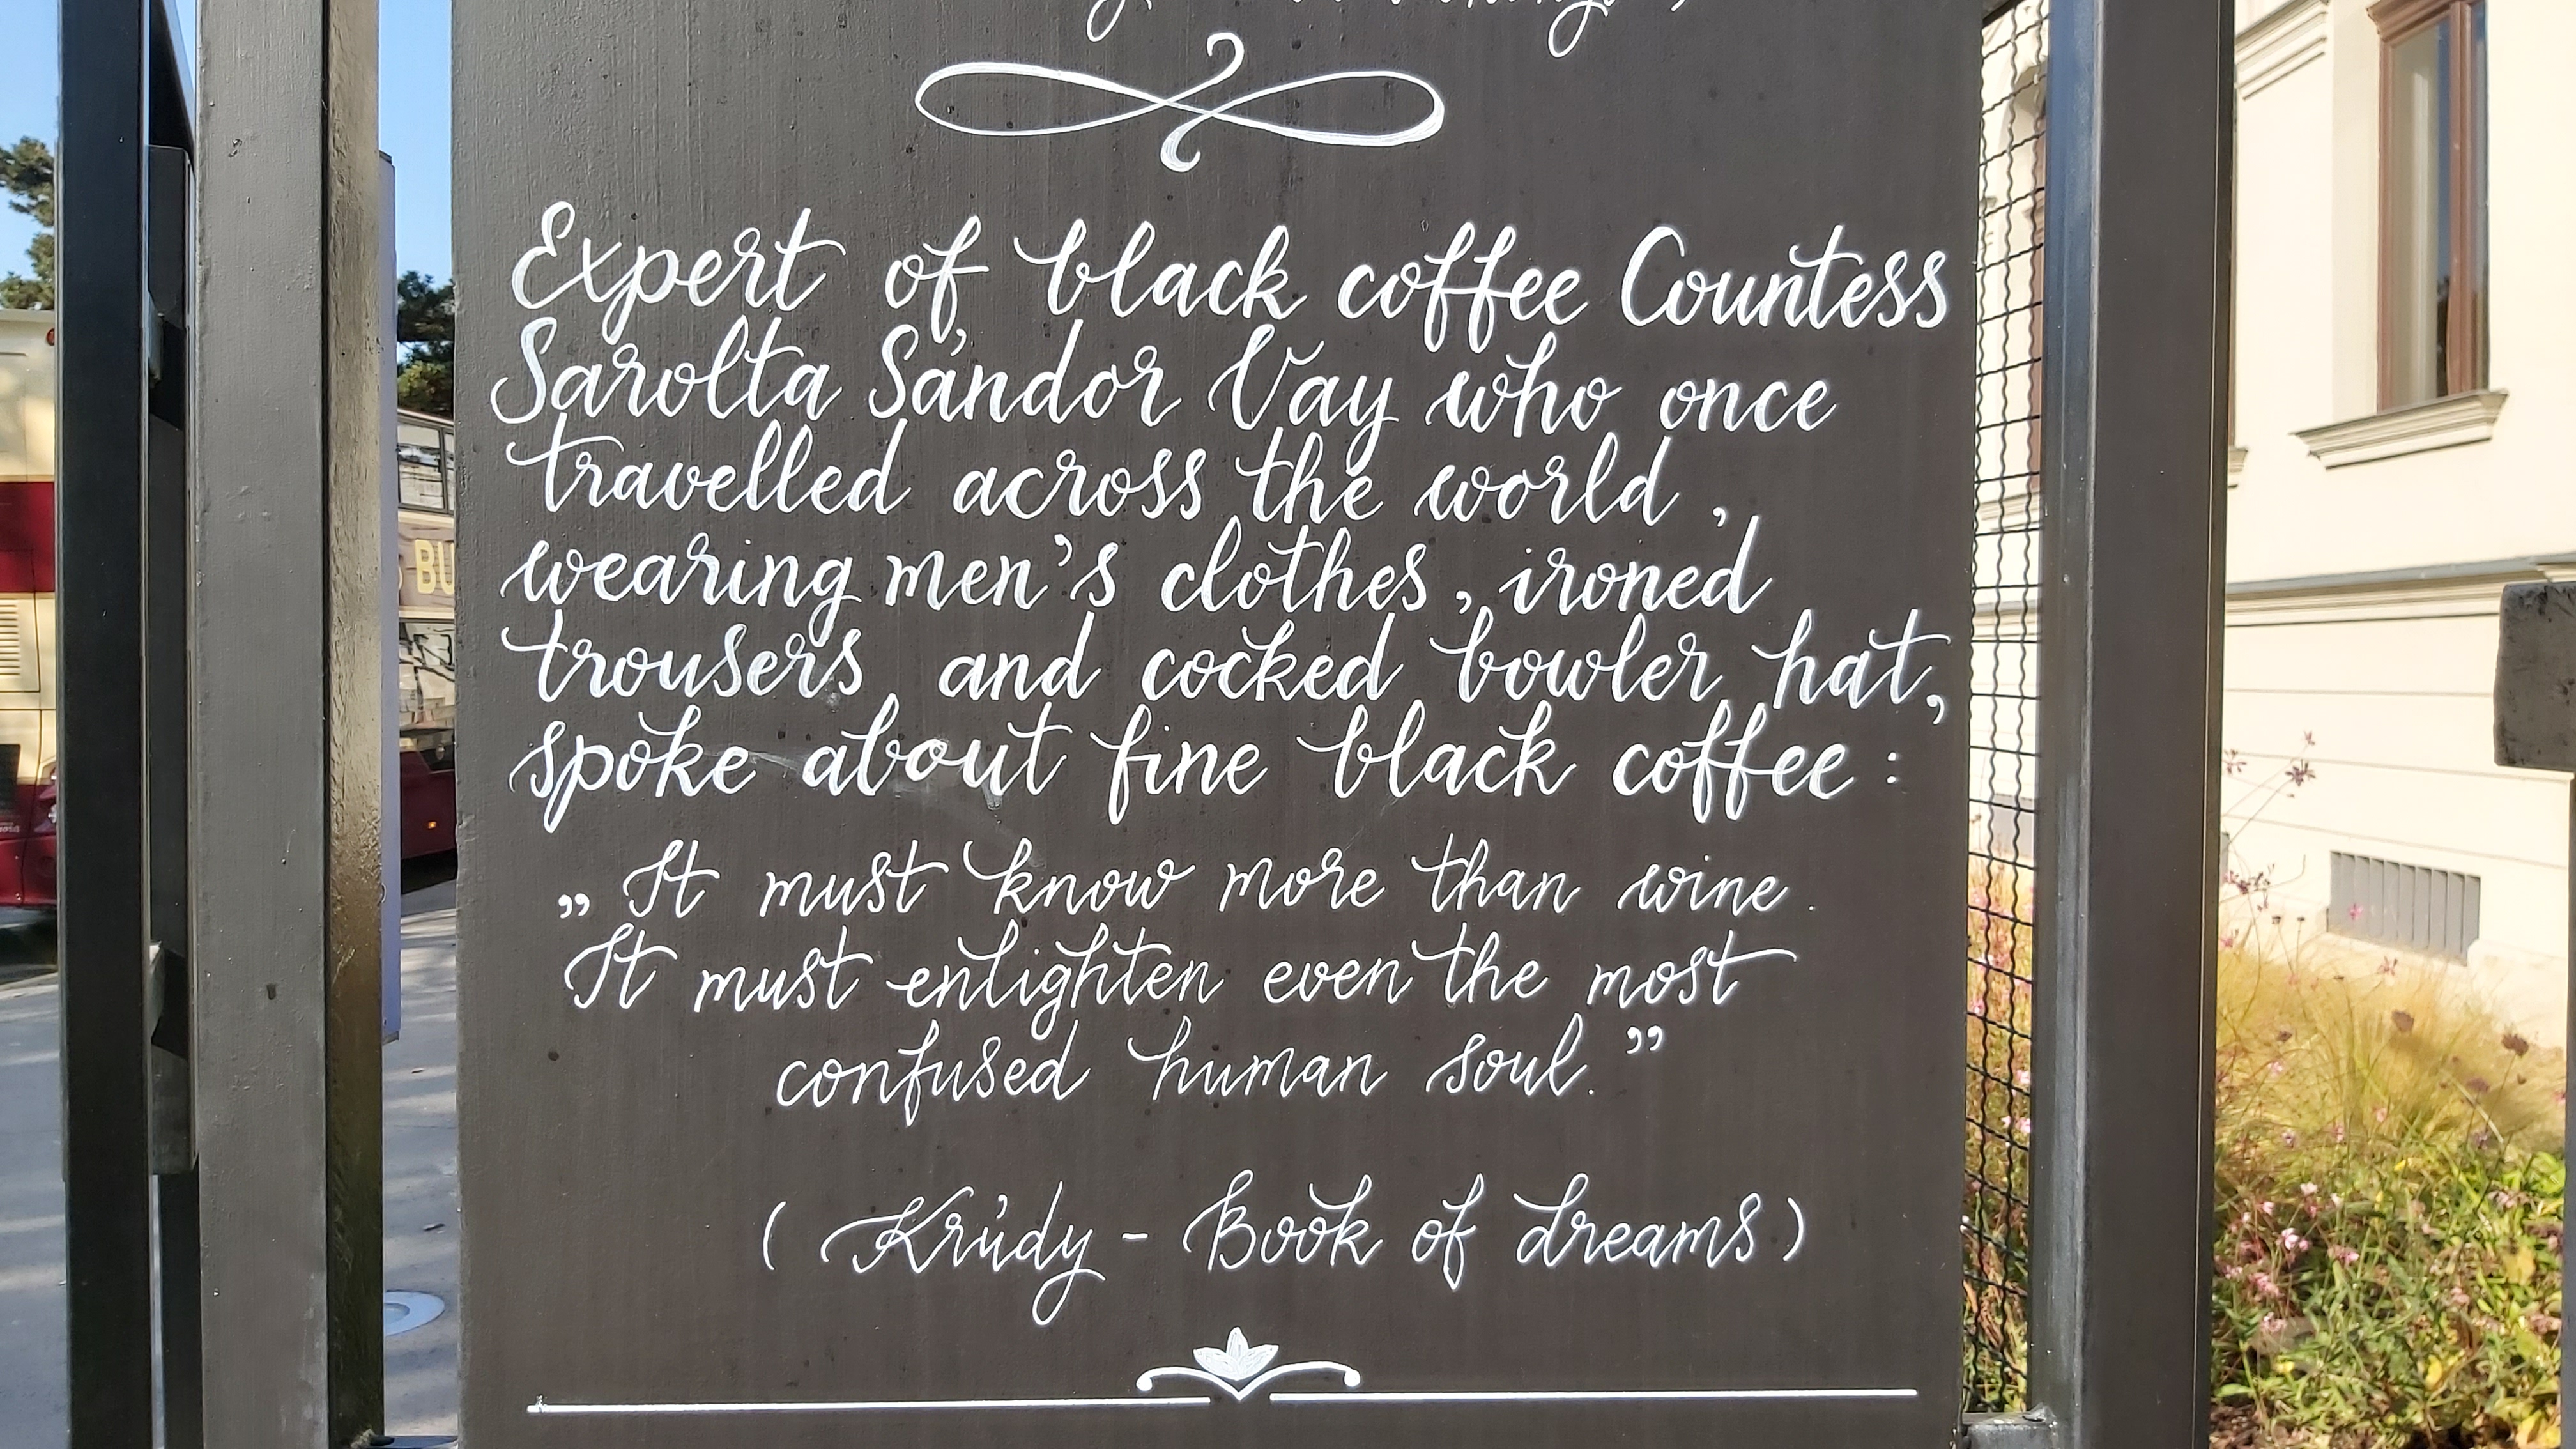 Expert of black coffee Countess
Sarolta Sándor Vay who once
travelled across the world,
wearing men's clothes, ironed
trousers and cocked bowler hat,
spoke about fine black coffee:
„It must know more than wine.
It must enlighten even the most
confused human soul.”
(Krúdy - Book of dreams)
BU